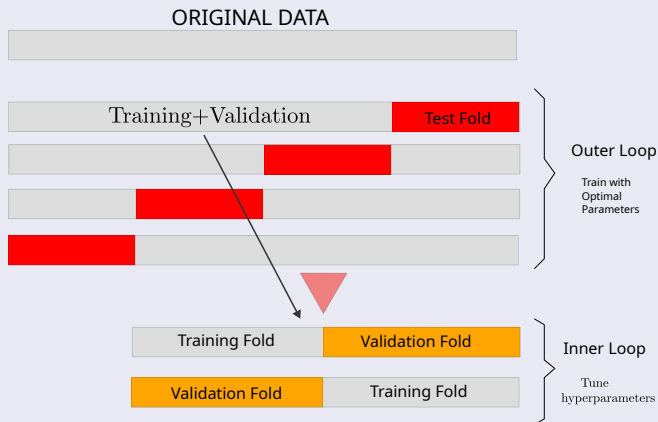 ORIGINAL DATA
Training+Validation
Test Fold
Outer Loop
Train with
Optimal
Parameters
Training Fold
Validation Fold
Inner Loop
Validation Fold
Training Fold
Tune
hyperparameters